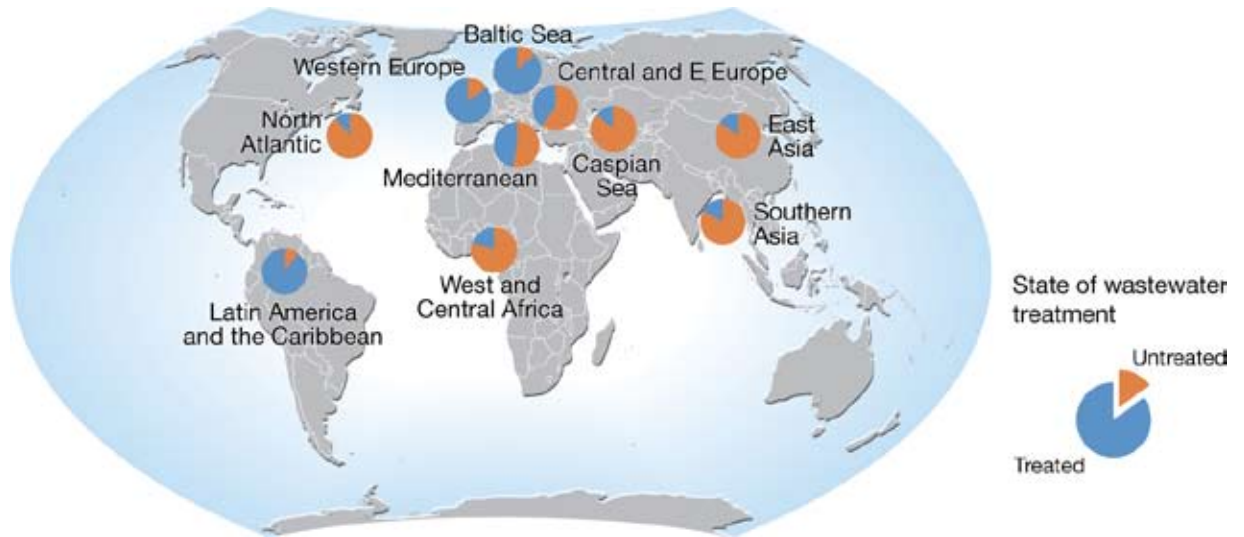 Baltic Sea
Western Europe
Central and E Europe
North
Atlantic
East
Asia
Mediterranean
Caspian
Sea
Southern
Asia
West and
Central Africa
Latin America
and the Caribbean
State of wastewater
treatment
Untreated
Treated